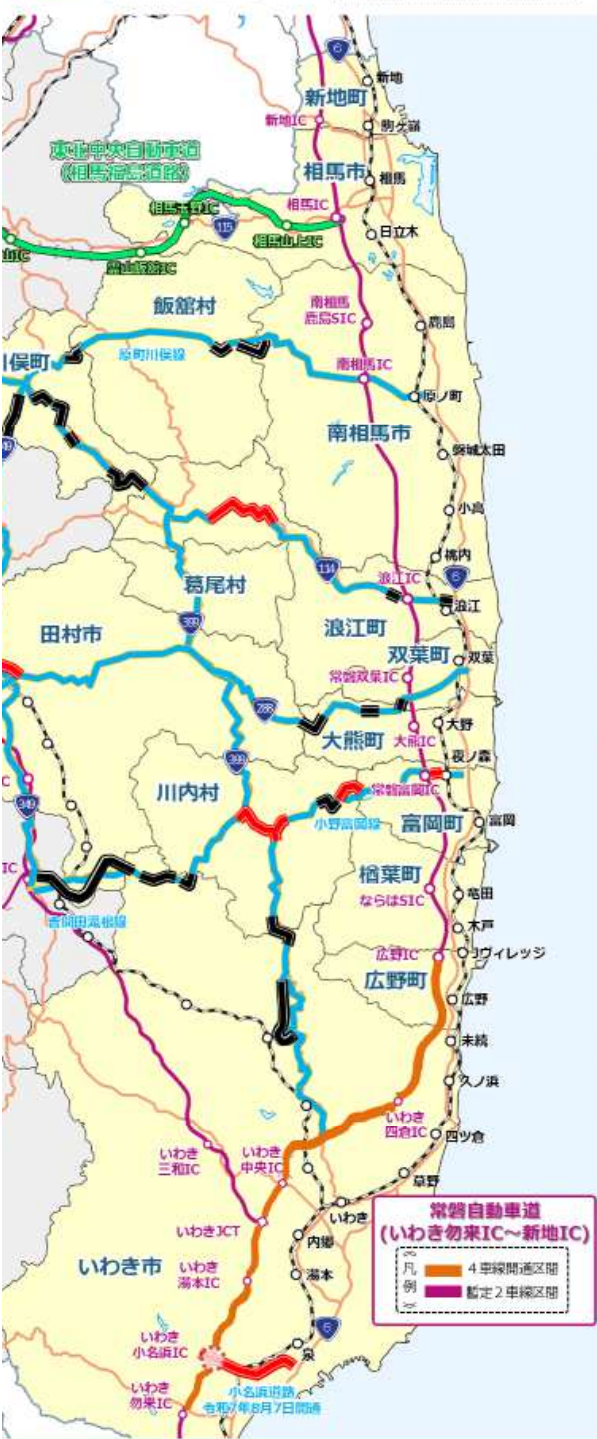 6
新地
新地町
新地IC
駒ケ嶺
東北中央自動車道
(相馬福島道路)
相馬市
相馬
相馬玉野IC
相馬IC
115
相馬山上IC
日立木
山IC
霊山飯舘IC
飯舘村
南相馬
鹿島SIC
鹿島
原町川俣線
川俣町
南相馬IC
原ノ町
南相馬市
磐城太田
49
小高
桃内
114
浪江IC
6
葛尾村
浪江
399
浪江町
田村市
双葉町
双葉
常磐双葉IC
288
大熊町
大野
大熊IC
399
夜ノ森
川内村
常磐富岡IC
349
小野富岡線
富岡町
富岡
楢葉町
ならはSIC
竜田
吉間田滝根線
木戸
広野IC
Jヴィレッジ
広野町
広野
末続
久ノ浜
いわき
四倉IC
四ツ倉
いわき
三和IC
いわき
中央IC
草野
いわき
いわきJCT
内郷
いわき市
いわき
湯本IC
湯本
常磐自動車道
(いわき勿来IC～新地IC)
凡例
4車線開通区間
暫定2車線区間
6
いわき
小名浜IC
泉
小名浜道路
令和7年8月7日開通
いわき
勿来IC